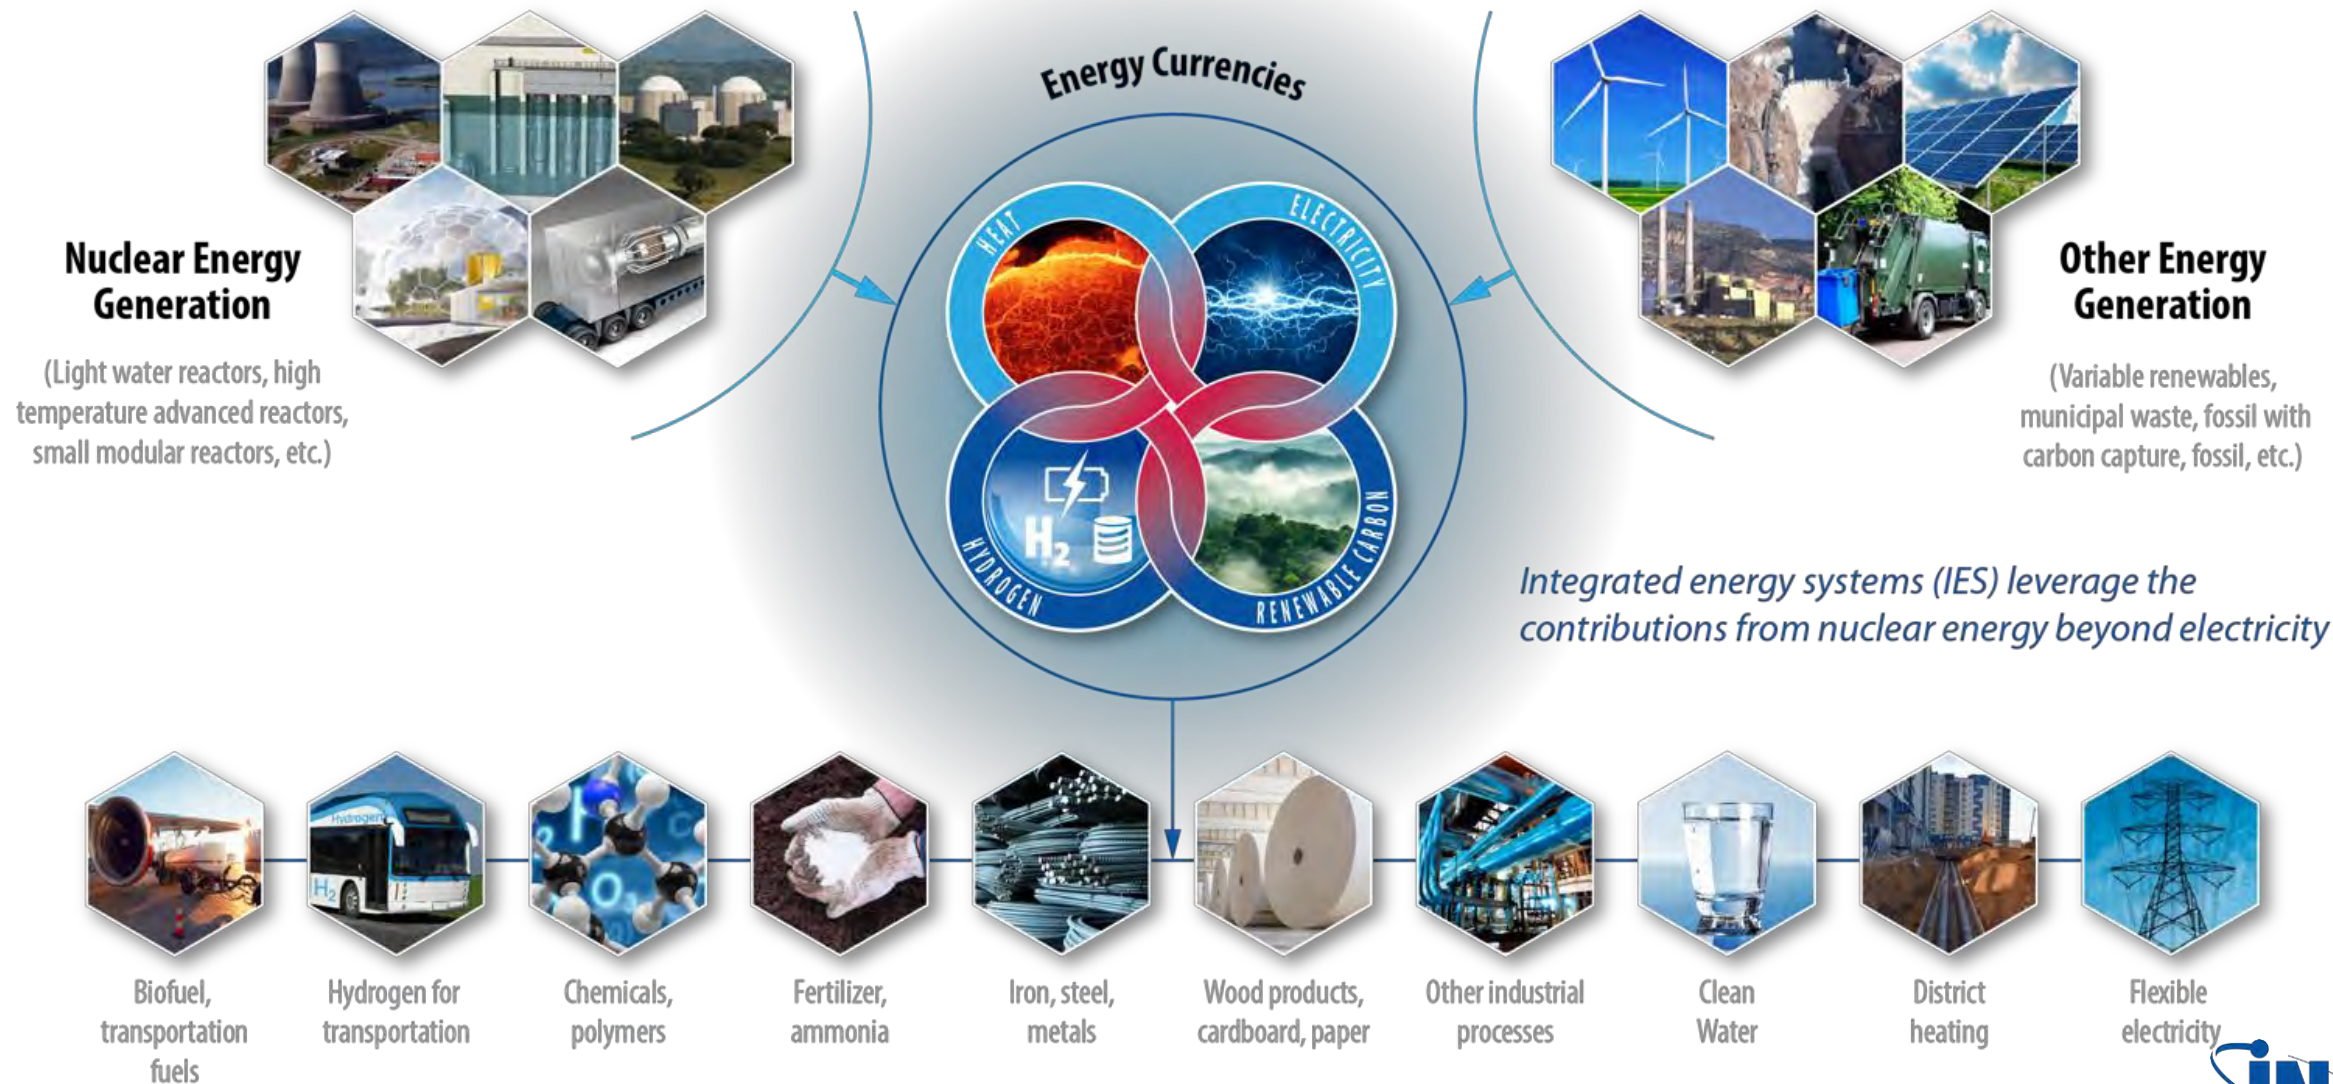 Energy Currencies
Nuclear Energy
Generation
(Light water reactors, high
temperature advanced reactors,
small modular reactors, etc.)
HEAT
ELECTRICITY
HYDROGEN
RENEWABLE CARBON
H2
Other Energy
Generation
(Variable renewables,
municipal waste, fossil with
carbon capture, fossil, etc.)
Integrated energy systems (IES) leverage the
contributions from nuclear energy beyond electricity
Hydrogen
H2
H
C
2
O
Biofuel,
transportation
fuels
Hydrogen for
transportation
Chemicals,
polymers
Fertilizer,
ammonia
Iron, steel,
metals
Wood products,
cardboard, paper
Other industrial
processes
Clean
Water
District
heating
Flexible
electricity